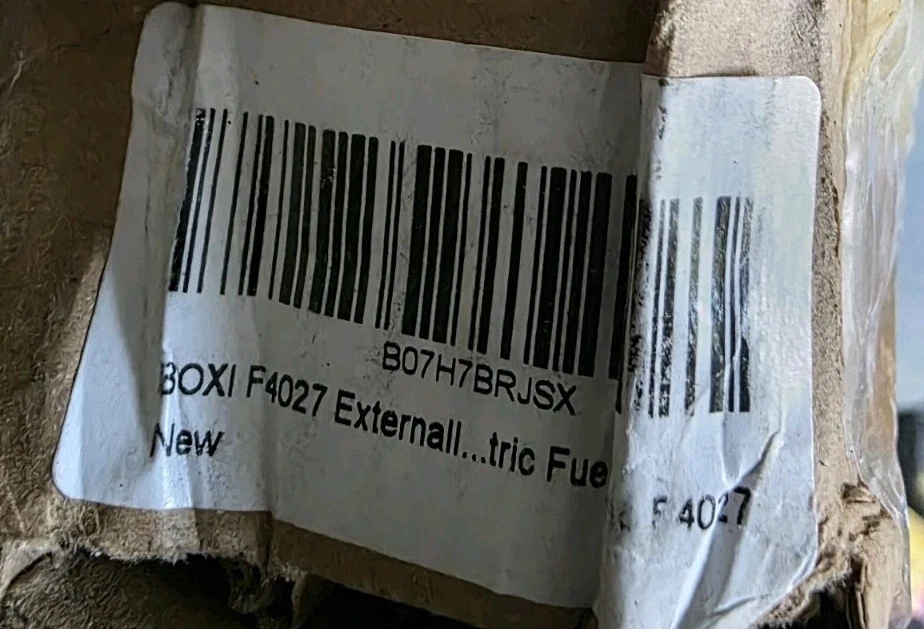 B07H7BRJSX
BOXI F4027 Externall...tric Fue F4027
New